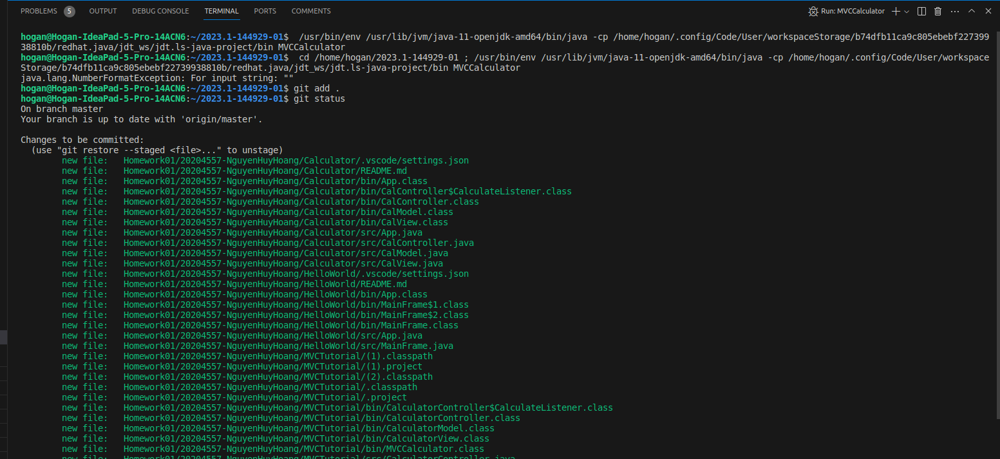 PROBLEMS 5 OUTPUT DEBUG CONSOLE TERMINAL PORTS COMMENTS Run: MVCCalculator
hogan@Hogan-IdeaPad-5-Pro-14ACN6:~/2023.1-144929-01$  /usr/bin/env /usr/lib/jvm/java-11-openjdk-amd64/bin/java -cp /home/hogan/.config/Code/User/workspaceStorage/b74dfb11ca9c805ebebf227399
38810b/redhat.java/jdt_ws/jdt.ls-java-project/bin MVCCalculator
hogan@Hogan-IdeaPad-5-Pro-14ACN6:~/2023.1-144929-01$  cd /home/hogan/2023.1-144929-01 ; /usr/bin/env /usr/lib/jvm/java-11-openjdk-amd64/bin/java -cp /home/hogan/.config/Code/User/workspace
Storage/b74dfb11ca9c805ebebf22739938810b/redhat.java/jdt_ws/jdt.ls-java-project/bin MVCCalculator
java.lang.NumberFormatException: For input string: ""
hogan@Hogan-IdeaPad-5-Pro-14ACN6:~/2023.1-144929-01$ git add .
hogan@Hogan-IdeaPad-5-Pro-14ACN6:~/2023.1-144929-01$ git status
On branch master
Your branch is up to date with 'origin/master'.
Changes to be committed:
(use "git restore --staged <file>..." to unstage)
new file:   Homework01/20204557-NguyenHuyHoang/Calculator/.vscode/settings.json
new file:   Homework01/20204557-NguyenHuyHoang/Calculator/README.md
new file:   Homework01/20204557-NguyenHuyHoang/Calculator/bin/App.class
new file:   Homework01/20204557-NguyenHuyHoang/Calculator/bin/CalController$CalculateListener.class
new file:   Homework01/20204557-NguyenHuyHoang/Calculator/bin/CalController.class
new file:   Homework01/20204557-NguyenHuyHoang/Calculator/bin/CalModel.class
new file:   Homework01/20204557-NguyenHuyHoang/Calculator/bin/CalView.class
new file:   Homework01/20204557-NguyenHuyHoang/Calculator/src/App.java
new file:   Homework01/20204557-NguyenHuyHoang/Calculator/src/CalController.java
new file:   Homework01/20204557-NguyenHuyHoang/Calculator/src/CalModel.java
new file:   Homework01/20204557-NguyenHuyHoang/Calculator/src/CalView.java
new file:   Homework01/20204557-NguyenHuyHoang/HelloWorld/.vscode/settings.json
new file:   Homework01/20204557-NguyenHuyHoang/HelloWorld/README.md
new file:   Homework01/20204557-NguyenHuyHoang/HelloWorld/bin/App.class
new file:   Homework01/20204557-NguyenHuyHoang/HelloWorld/bin/MainFrame$1.class
new file:   Homework01/20204557-NguyenHuyHoang/HelloWorld/bin/MainFrame$2.class
new file:   Homework01/20204557-NguyenHuyHoang/HelloWorld/bin/MainFrame.class
new file:   Homework01/20204557-NguyenHuyHoang/HelloWorld/src/App.java
new file:   Homework01/20204557-NguyenHuyHoang/HelloWorld/src/MainFrame.java
new file:   Homework01/20204557-NguyenHuyHoang/MVCTutorial/(1).classpath
new file:   Homework01/20204557-NguyenHuyHoang/MVCTutorial/(1).project
new file:   Homework01/20204557-NguyenHuyHoang/MVCTutorial/(2).classpath
new file:   Homework01/20204557-NguyenHuyHoang/MVCTutorial/.classpath
new file:   Homework01/20204557-NguyenHuyHoang/MVCTutorial/.project
new file:   Homework01/20204557-NguyenHuyHoang/MVCTutorial/bin/CalculatorController$CalculateListener.class
new file:   Homework01/20204557-NguyenHuyHoang/MVCTutorial/bin/CalculatorController.class
new file:   Homework01/20204557-NguyenHuyHoang/MVCTutorial/bin/CalculatorModel.class
new file:   Homework01/20204557-NguyenHuyHoang/MVCTutorial/bin/CalculatorView.class
new file:   Homework01/20204557-NguyenHuyHoang/MVCTutorial/bin/MVCCalculator.class
new file:   Homework01/20204557-NguyenHuyHoang/MVCTutorial/src/CalculatorController.java